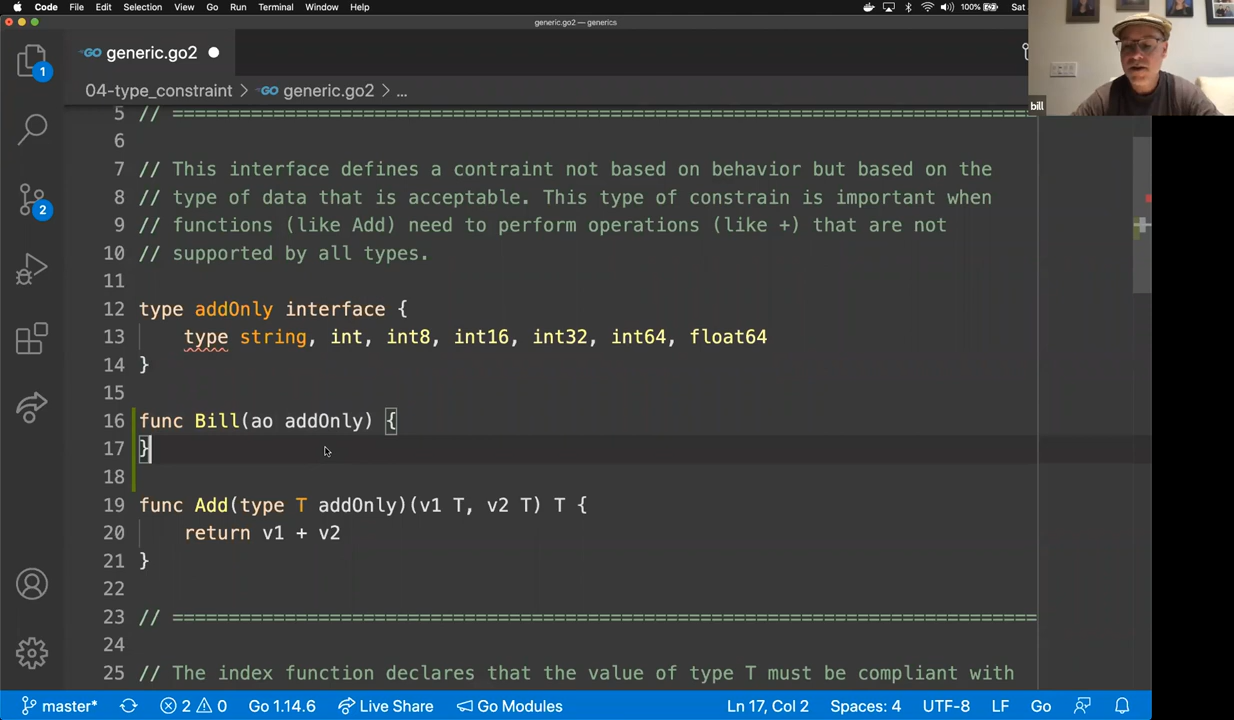 Code File Edit Selection View Go Run Terminal Window Help 100% Sat
generic.go2 — generics
GO generic.go2
04-type_constraint > GO generic.go2 > ...
bill
5 // =============================================================================
6
7 // This interface defines a contraint not based on behavior but based on the
8 // type of data that is acceptable. This type of constrain is important when
9 // functions (like Add) need to perform operations (like +) that are not
10 // supported by all types.
11
12 type addOnly interface {
13 type string, int, int8, int16, int32, int64, float64
14 }
15
16 func Bill(ao addOnly) {
17 }
18
19 func Add(type T addOnly)(v1 T, v2 T) T {
20 return v1 + v2
21 }
22
23 // =============================================================================
24
25 // The index function declares that the value of type T must be compliant with
1
2
master* 2 0 Go 1.14.6 Live Share Go Modules Ln 17, Col 2 Spaces: 4 UTF-8 LF Go